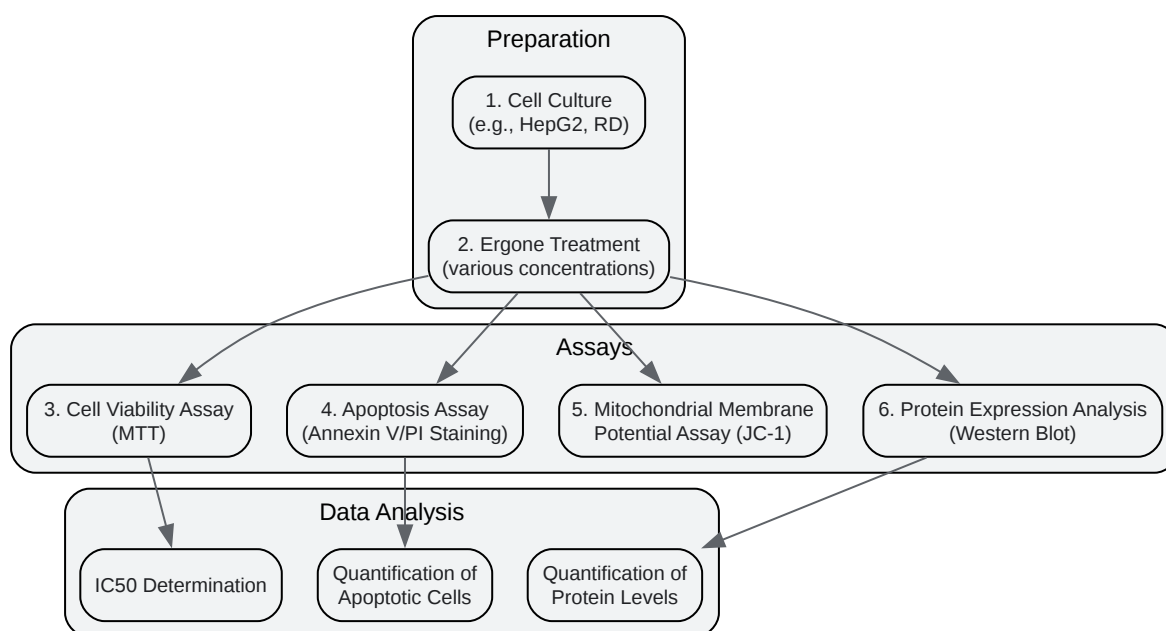 Preparation
1. Cell Culture
(e.g., HepG2, RD)
2. Ergone Treatment
(various concentrations)
Assays
3. Cell Viability Assay
(MTT)
4. Apoptosis Assay
(Annexin V/PI Staining)
5. Mitochondrial Membrane
Potential Assay (JC-1)
6. Protein Expression Analysis
(Western Blot)
Data Analysis
IC50 Determination
Quantification of
Apoptotic Cells
Quantification of
Protein Levels